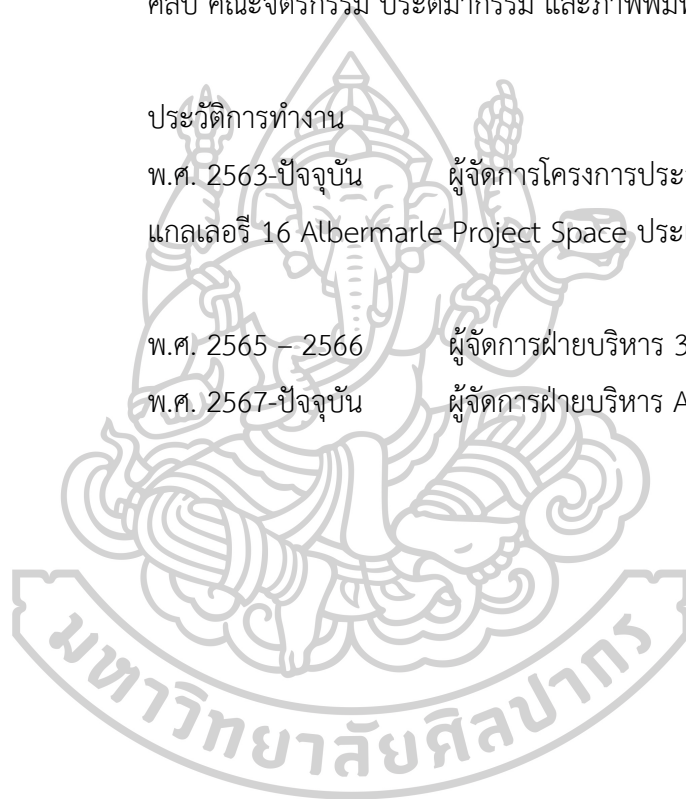 ศิลป์ คณะจิตรกรรม ประติมากรรม และภาพพิมพ์
ประวัติการทำงาน
พ.ศ. 2563-ปัจจุบัน ผู้จัดการโครงการประ
แกลเลอรี 16 Albermarle Project Space ประ
พ.ศ. 2565 – 2566 ผู้จัดการฝ่ายบริหาร 3
พ.ศ. 2567-ปัจจุบัน ผู้จัดการฝ่ายบริหาร A
มหาวิทยาลัยศิลปากร